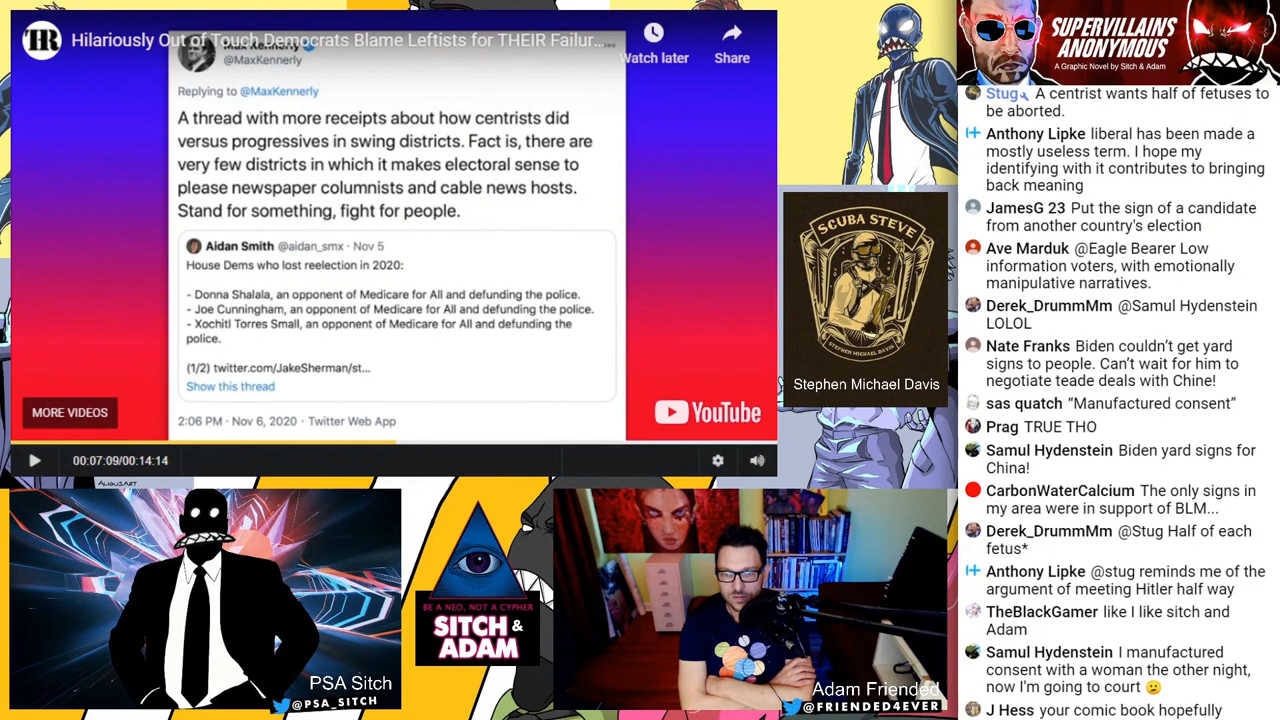 Hilariously Out of Touch Democrats Blame Leftists for THEIR Failur...
Watch later
Share
Max Kennerly
@MaxKennerly
Replying to @MaxKennerly
A thread with more receipts about how centrists did
versus progressives in swing districts. Fact is, there are
very few districts in which it makes electoral sense to
please newspaper columnists and cable news hosts.
Stand for something, fight for people.
Aidan Smith @aidan_smx · Nov 5
House Dems who lost reelection in 2020:
- Donna Shalala, an opponent of Medicare for All and defunding the police.
- Joe Cunningham, an opponent of Medicare for All and defunding the police.
- Xochitl Torres Small, an opponent of Medicare for All and defunding the
police.
(1/2) twitter.com/JakeSherman/st...
Show this thread
2:06 PM · Nov 6, 2020 · Twitter Web App
MORE VIDEOS
YouTube
00:07:09/00:14:14
ALIGUSART
SCUBA STEVE
STEPHEN MICHAEL DAVIS
Stephen Michael Davis
PSA Sitch
@PSA_SITCH
BE A NEO, NOT A CYPHER
SITCH &
ADAM
Adam Friended
@FRIENDED4EVER
SUPERVILLAINS
ANONYMOUS
A Graphic Novel by Sitch & Adam
Stug A centrist wants half of fetuses to
be aborted.
Anthony Lipke liberal has been made a
mostly useless term. I hope my
identifying with it contributes to bringing
back meaning
JamesG 23 Put the sign of a candidate
from another country's election
Ave Marduk @Eagle Bearer Low
information voters, with emotionally
manipulative narratives.
Derek_DrummMm @Samul Hydenstein
LOLOL
Nate Franks Biden couldn't get yard
signs to people. Can't wait for him to
negotiate teade deals with Chine!
sas quatch “Manufactured consent”
Prag TRUE THO
Samul Hydenstein Biden yard signs for
China!
CarbonWaterCalcium The only signs in
my area were in support of BLM...
Derek_DrummMm @Stug Half of each
fetus*
Anthony Lipke @stug reminds me of the
argument of meeting Hitler half way
TheBlackGamer like I like sitch and
Adam
Samul Hydenstein I manufactured
consent with a woman the other night,
now I'm going to court 😕
J Hess your comic book hopefully